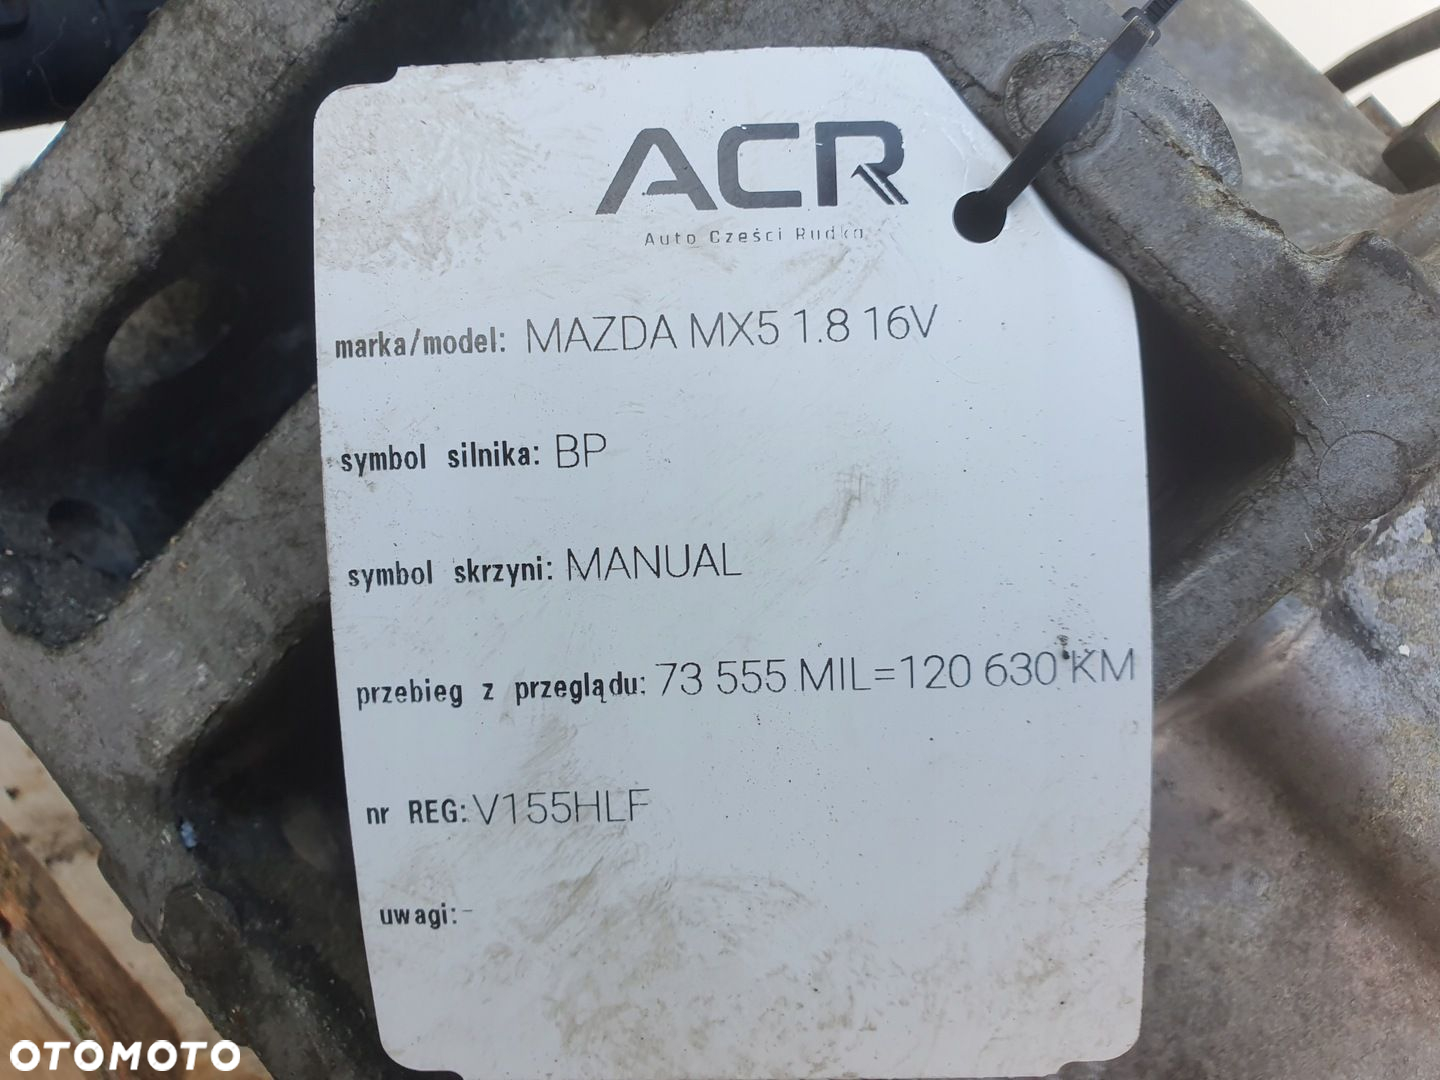 ACR
Auto Części Rudka
marka/model: MAZDA MX5 1.8 16V
symbol silnika: BP
symbol skrzyni: MANUAL
przebieg z przeglądu: 73 555 MIL=120 630 KM
nr REG: V155HLF
uwagi: -
OTOMOTO